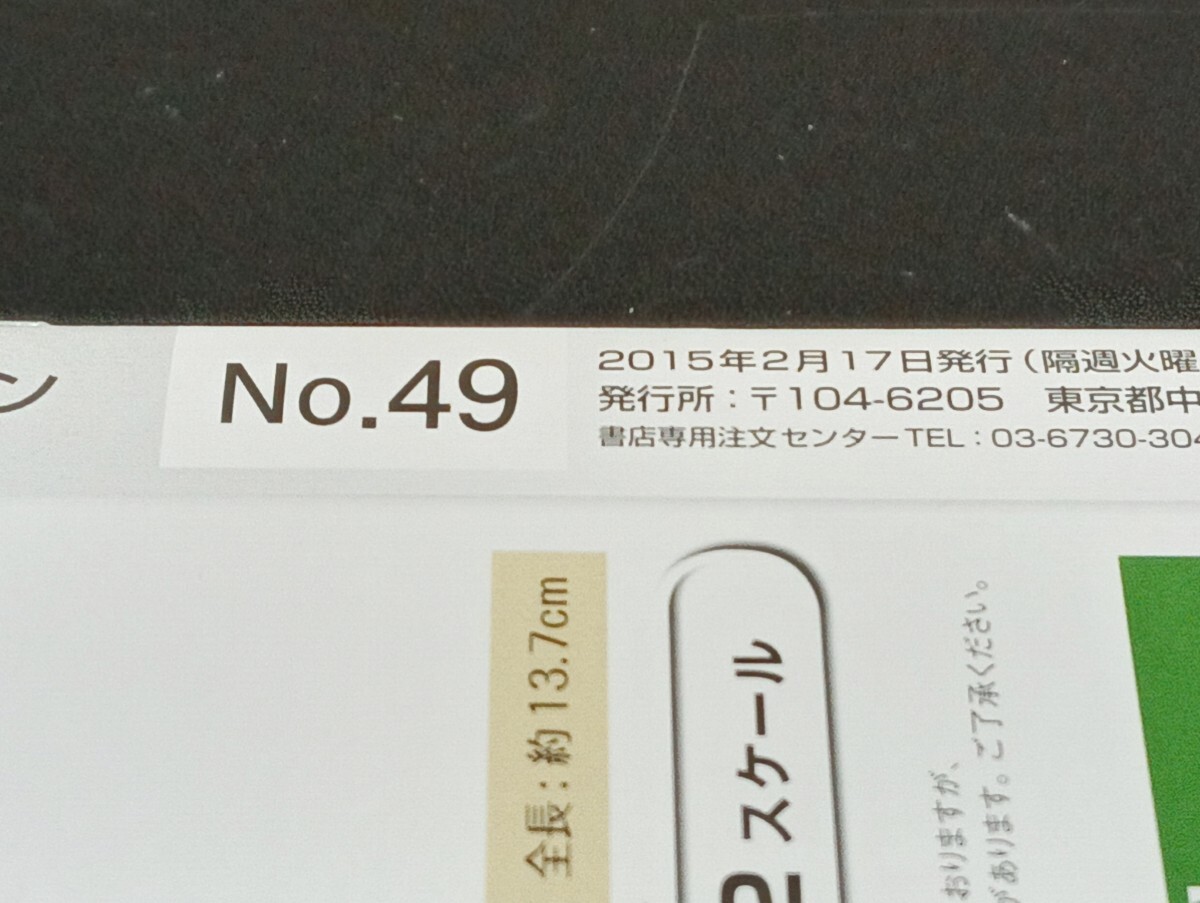 ン
No.49
2015年2月17日発行（隔週火曜
発行所：〒104-6205　東京都中
書店専用注文センターTEL：03-6730-304
全長：約13.7cm
2 スケール
おりますが、
があります。ご了承ください。